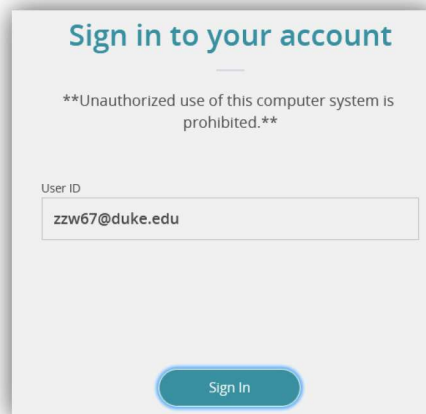 Sign in to your account
**Unauthorized use of this computer system is
prohibited.**
User ID
zzw67@duke.edu
Sign In